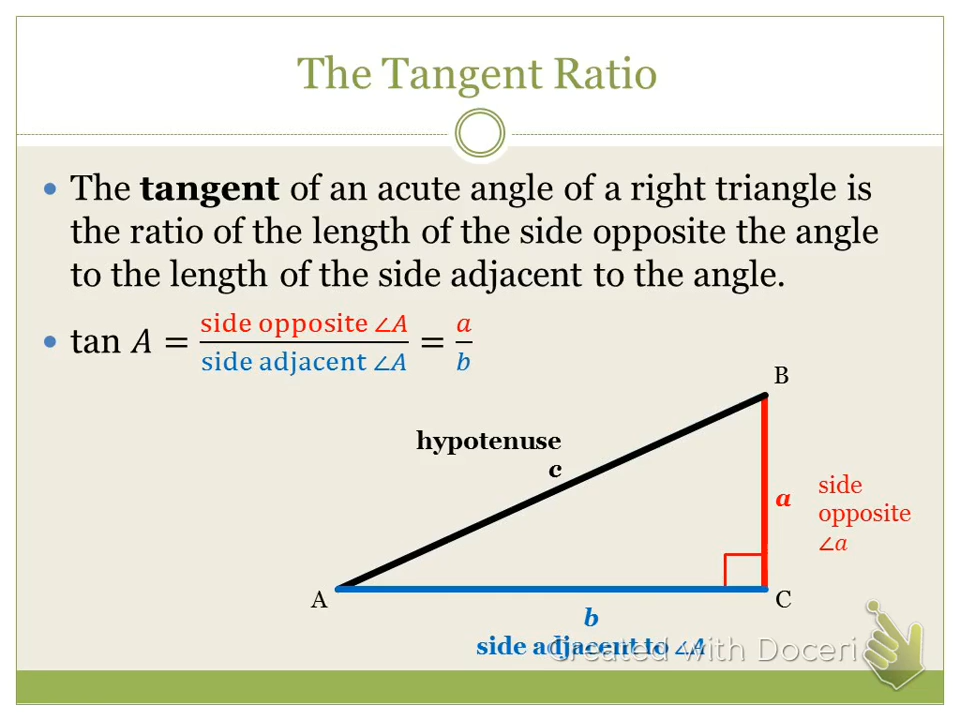 The Tangent Ratio
• The tangent of an acute angle of a right triangle is
the ratio of the length of the side opposite the angle
to the length of the side adjacent to the angle.
• tan A = side opposite ∠A / side adjacent ∠A = a / b
B
hypotenuse
c
a
side
opposite
∠a
A
C
b
side adjacent to ∠A
Created with Doceri